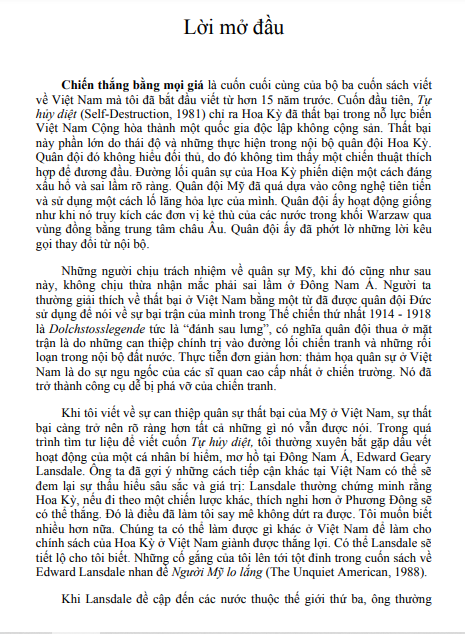 Lời mở đầu
Chiến thắng bằng mọi giá là cuốn cuối cùng của bộ ba cuốn sách viết
về Việt Nam mà tôi đã bắt đầu viết từ hơn 15 năm trước. Cuốn đầu tiên, Tự
hủy diệt (Self-Destruction, 1981) chỉ ra Hoa Kỳ đã thất bại trong nỗ lực biến
Việt Nam Cộng hòa thành một quốc gia độc lập không cộng sản. Thất bại
này phần lớn do thái độ và những thực hiện trong nội bộ quân đội Hoa Kỳ.
Quân đội đó không hiểu đối thủ, do đó không tìm thấy một chiến thuật thích
hợp để đương đầu. Đường lối quân sự của Hoa Kỳ phiến diện một cách đáng
xấu hổ và sai lầm rõ ràng. Quân đội Mỹ đã quá dựa vào công nghệ tiên tiến
và sử dụng một cách lố lăng hỏa lực của mình. Quân đội ấy hoạt động giống
như khi nó truy kích các đơn vị kẻ thù của các nước trong khối Warzaw qua
vùng đồng bằng trung tâm châu Âu. Quân đội ấy đã phớt lờ những lời kêu
gọi thay đổi từ nội bộ.
Những người chịu trách nhiệm về quân sự Mỹ, khi đó cũng như sau
này, không chịu thừa nhận mắc phải sai lầm ở Đông Nam Á. Người ta
thường giải thích về thất bại ở Việt Nam bằng một từ đã được quân đội Đức
sử dụng để nói về sự bại trận của mình trong Thế chiến thứ nhất 1914 - 1918
là Dolchstosslegende tức là “đánh sau lưng”, có nghĩa quân đội thua ở mặt
trận là do những can thiệp chính trị vào đường lối chiến tranh và những rối
loạn trong nội bộ đất nước. Thực tiễn đơn giản hơn: thảm họa quân sự ở Việt
Nam là do sự ngu ngốc của các sĩ quan cao cấp nhất ở chiến trường. Nó đã
trở thành công cụ dễ bị phá vỡ của chiến tranh.
Khi tôi viết về sự can thiệp quân sự thất bại của Mỹ ở Việt Nam, sự thất
bại càng trở nên rõ ràng hơn tất cả những gì nó vẫn được nói. Trong quá
trình tìm tư liệu để viết cuốn Tự hủy diệt, tôi thường xuyên bắt gặp dấu vết
hoạt động của một cá nhân bí hiểm, mơ hồ tại Đông Nam Á, Edward Geary
Lansdale. Ông ta đã gợi ý những cách tiếp cận khác tại Việt Nam có thể sẽ
đem lại sự thấu hiểu sâu sắc và giá trị: Lansdale thường chứng minh rằng
Hoa Kỳ, nếu đi theo một chiến lược khác, thích nghi hơn ở Phương Đông sẽ
có thể thắng. Đó là điều đã làm tôi say mê không dứt ra được. Tôi muốn biết
nhiều hơn nữa. Chúng ta có thể làm được gì khác ở Việt Nam để làm cho
chính sách của Hoa Kỳ ở Việt Nam giành được thắng lợi. Có thể Lansdale sẽ
tiết lộ cho tôi biết. Những cố gắng của tôi lên tới tột đỉnh trong cuốn sách về
Edward Lansdale nhan đề Người Mỹ lo lắng (The Unquiet American, 1988).
Khi Lansdale đề cập đến các nước thuộc thế giới thứ ba, ông thường